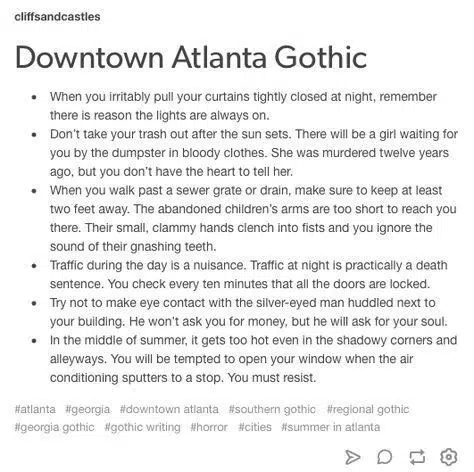 cliffsandcastles
Downtown Atlanta Gothic
• When you irritably pull your curtains tightly closed at night, remember
there is reason the lights are always on.
• Don't take your trash out after the sun sets. There will be a girl waiting for
you by the dumpster in bloody clothes. She was murdered twelve years
ago, but you don't have the heart to tell her.
• When you walk past a sewer grate or drain, make sure to keep at least
two feet away. The abandoned children's arms are too short to reach you
there. Their small, clammy hands clench into fists and you ignore the
sound of their gnashing teeth.
• Traffic during the day is a nuisance. Traffic at night is practically a death
sentence. You check every ten minutes that all the doors are locked.
• Try not to make eye contact with the silver-eyed man huddled next to
your building. He won't ask you for money, but he will ask for your soul.
• In the middle of summer, it gets too hot even in the shadowy corners and
alleyways. You will be tempted to open your window when the air
conditioning sputters to a stop. You must resist.
#atlanta #georgia #downtown atlanta #southern gothic #regional gothic
#georgia gothic #gothic writing #horror #cities #summer in atlanta